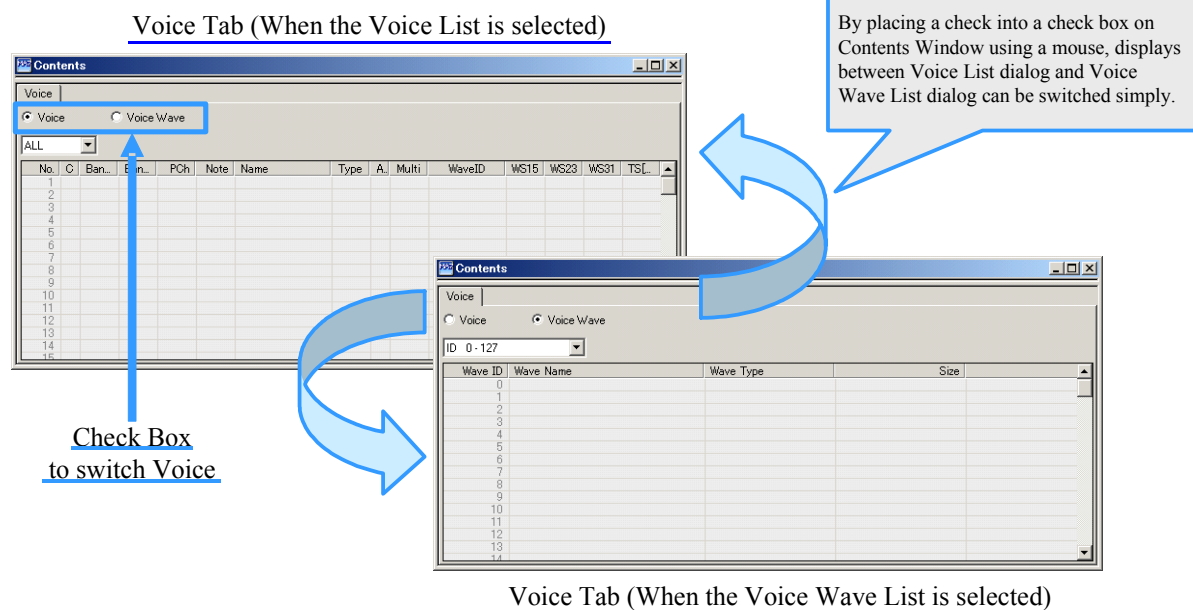 Voice Tab (When the Voice List is selected)
By placing a check into a check box on
Contents Window using a mouse, displays
between Voice List dialog and Voice
Wave List dialog can be switched simply.
Contents
Voice
Voice Voice Wave
ALL
No. C Ban... Ban... PCh Note Name Type A.. Multi WaveID WS15 WS23 WS31 TS[...
1
2
3
4
5
6
7
8
9
10
11
12
13
14
15
Check Box
to switch Voice
Contents
Voice
Voice Voice Wave
ID 0 - 127
Wave ID Wave Name Wave Type Size
0
1
2
3
4
5
6
7
8
9
10
11
12
13
14
Voice Tab (When the Voice Wave List is selected)